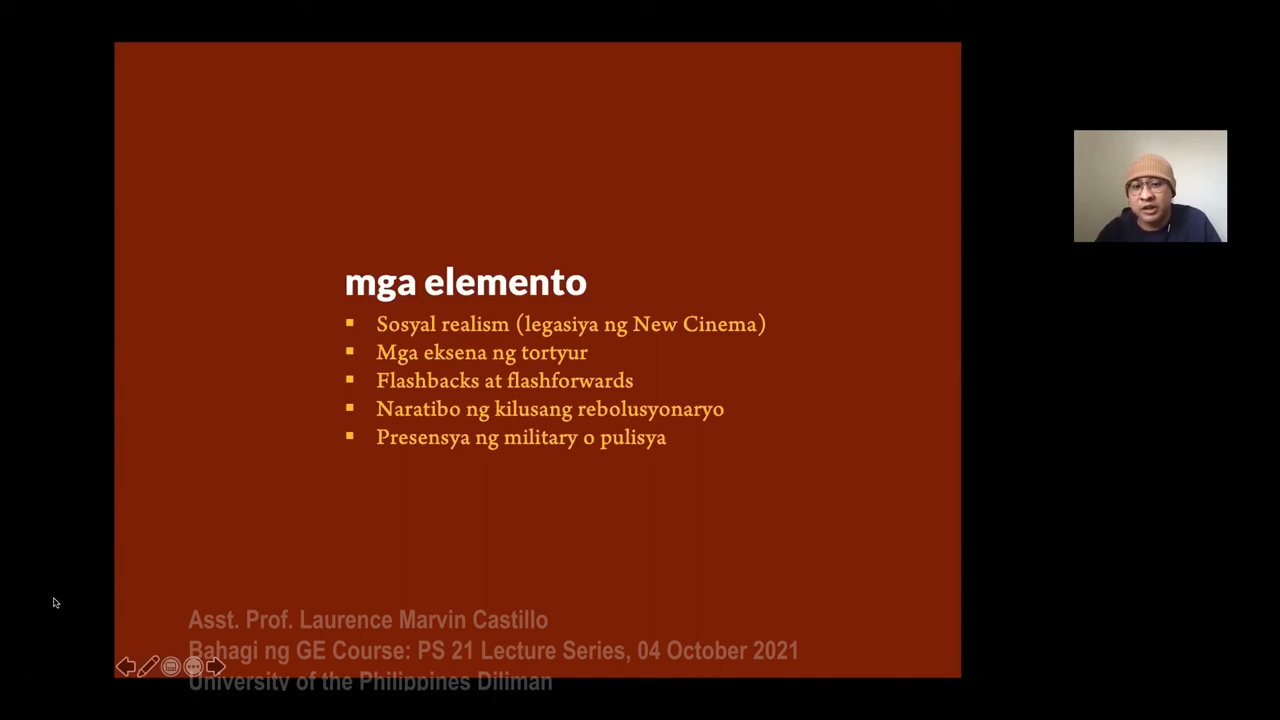 mga elemento
▪ Sosyal realism (legasiya ng New Cinema)
▪ Mga eksena ng tortyur
▪ Flashbacks at flashforwards
▪ Naratibo ng kilusang rebolusyonaryo
▪ Presensya ng military o pulisya
Asst. Prof. Laurence Marvin Castillo
Bahagi ng GE Course: PS 21 Lecture Series, 04 October 2021
University of the Philippines Diliman